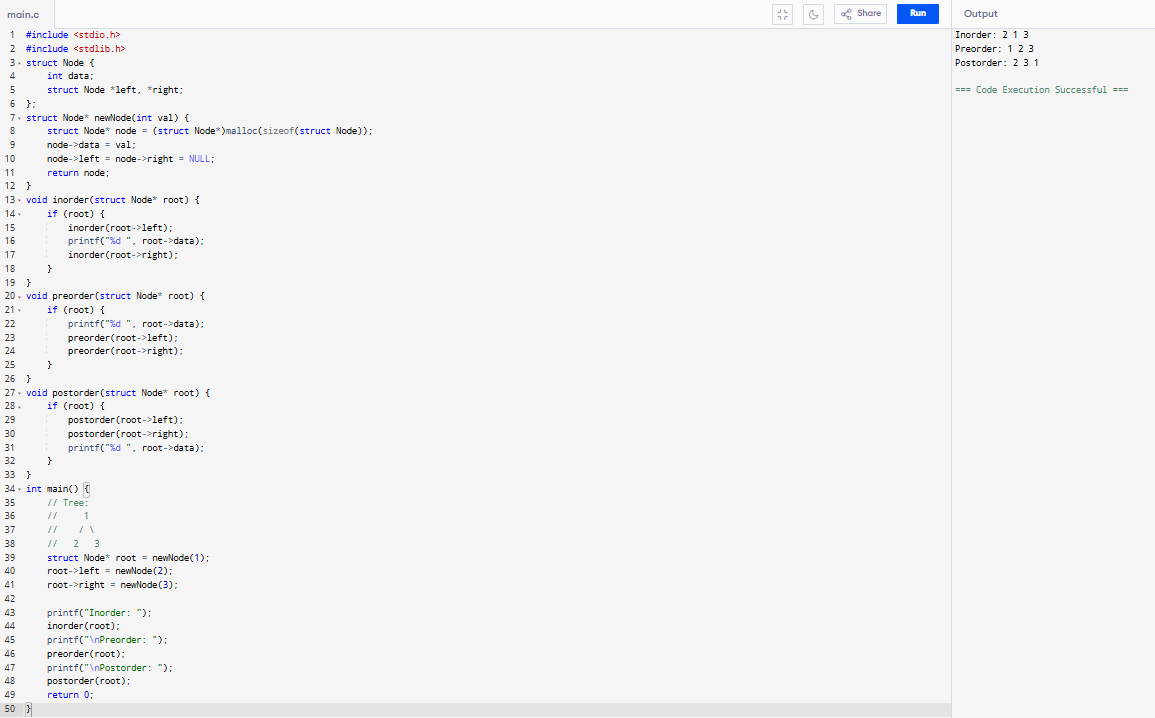 main.c
Share
Run
Output
1 #include <stdio.h>
2 #include <stdlib.h>
3 struct Node {
4     int data;
5     struct Node *left, *right;
6 };
7 struct Node* newNode(int val) {
8     struct Node* node = (struct Node*)malloc(sizeof(struct Node));
9     node->data = val;
10     node->left = node->right = NULL;
11     return node;
12 }
13 void inorder(struct Node* root) {
14     if (root) {
15         inorder(root->left);
16         printf("%d ", root->data);
17         inorder(root->right);
18     }
19 }
20 void preorder(struct Node* root) {
21     if (root) {
22         printf("%d ", root->data);
23         preorder(root->left);
24         preorder(root->right);
25     }
26 }
27 void postorder(struct Node* root) {
28     if (root) {
29         postorder(root->left);
30         postorder(root->right);
31         printf("%d ", root->data);
32     }
33 }
34 int main() {
35     // Tree:
36     //     1
37     //    / \
38     //   2   3
39     struct Node* root = newNode(1);
40     root->left = newNode(2);
41     root->right = newNode(3);
42
43     printf("Inorder: ");
44     inorder(root);
45     printf("\nPreorder: ");
46     preorder(root);
47     printf("\nPostorder: ");
48     postorder(root);
49     return 0;
50 }
Inorder: 2 1 3
Preorder: 1 2 3
Postorder: 2 3 1
=== Code Execution Successful ===